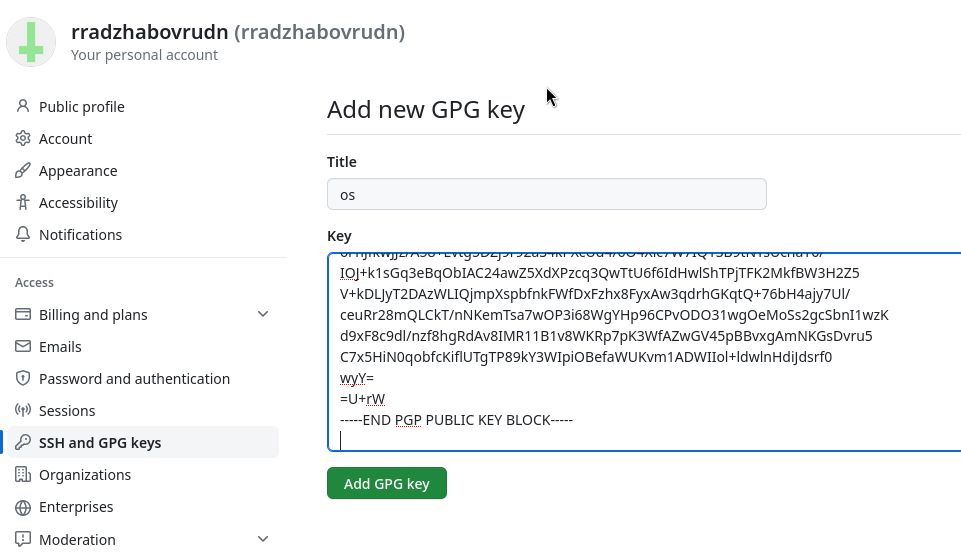 rradzhabovrudn (rradzhabovrudn)
Your personal account
Public profile
Account
Appearance
Accessibility
Notifications
Access
Billing and plans
Emails
Password and authentication
Sessions
SSH and GPG keys
Organizations
Enterprises
Moderation
Add new GPG key
Title
os
Key
IOJ+k1sGq3eBqObIAC24awZ5XdXPzcq3QwTtU6f6IdHwlShTPjTFK2MkfBW3H2Z5
V+kDLJyT2DAzWLIQjmpXspbfnkFWfDxFzhx8FyxAw3qdrhGKqtQ+76bH4ajy7Ul/
ceuRr28mQLCkT/nNKemTsa7wOP3i68WgYHp96CPvODO31wgOeMoSs2gcSbnI1wzK
d9xF8c9dl/nzf8hgRdAv8IMR11B1v8WKRp7pK3WfAZwGV45pBBvxgAmNKGsDvru5
C7x5HiN0qobfcKiflUTgTP89kY3WIpiOBefaWUKvm1ADWIIol+ldwlnHdiJdsrf0
wyY=
=U+rW
-----END PGP PUBLIC KEY BLOCK-----
Add GPG key